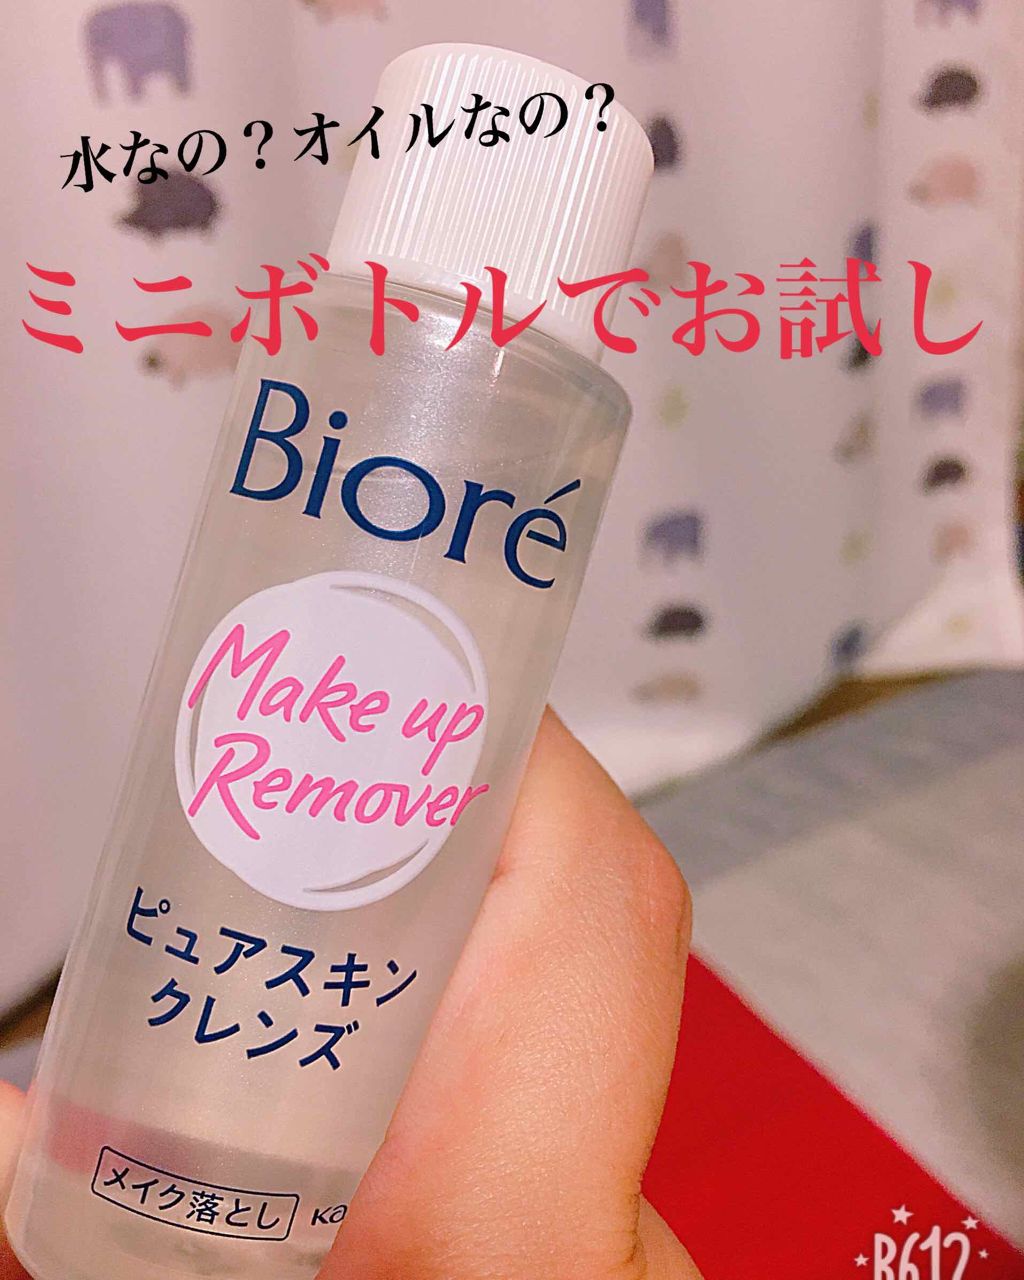 水なの？オイルなの？
ミニボトルでお試し
Bioré
Make up
Remover
ピュアスキン
クレンズ
メイク落とし
B612